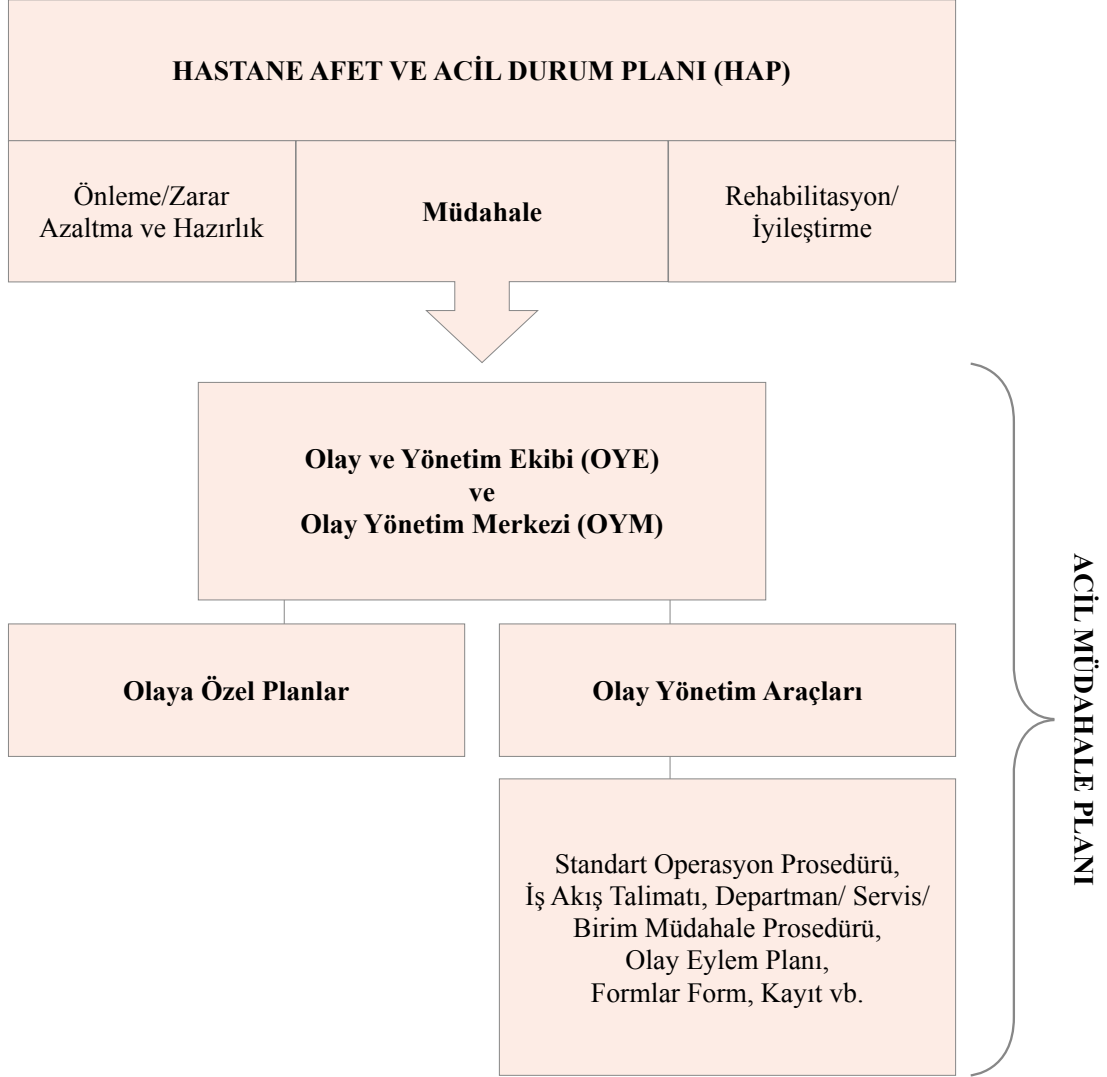 HASTANE AFET VE ACİL DURUM PLANI (HAP)
Önleme/Zarar
Azaltma ve Hazırlık
Müdahale
Rehabilitasyon/
İyileştirme
Olay ve Yönetim Ekibi (OYE)
ve
Olay Yönetim Merkezi (OYM)
Olaya Özel Planlar
Olay Yönetim Araçları
Standart Operasyon Prosedürü,
İş Akış Talimatı, Departman/ Servis/
Birim Müdahale Prosedürü,
Olay Eylem Planı,
Formlar Form, Kayıt vb.
ACİL MÜDAHALE PLANI